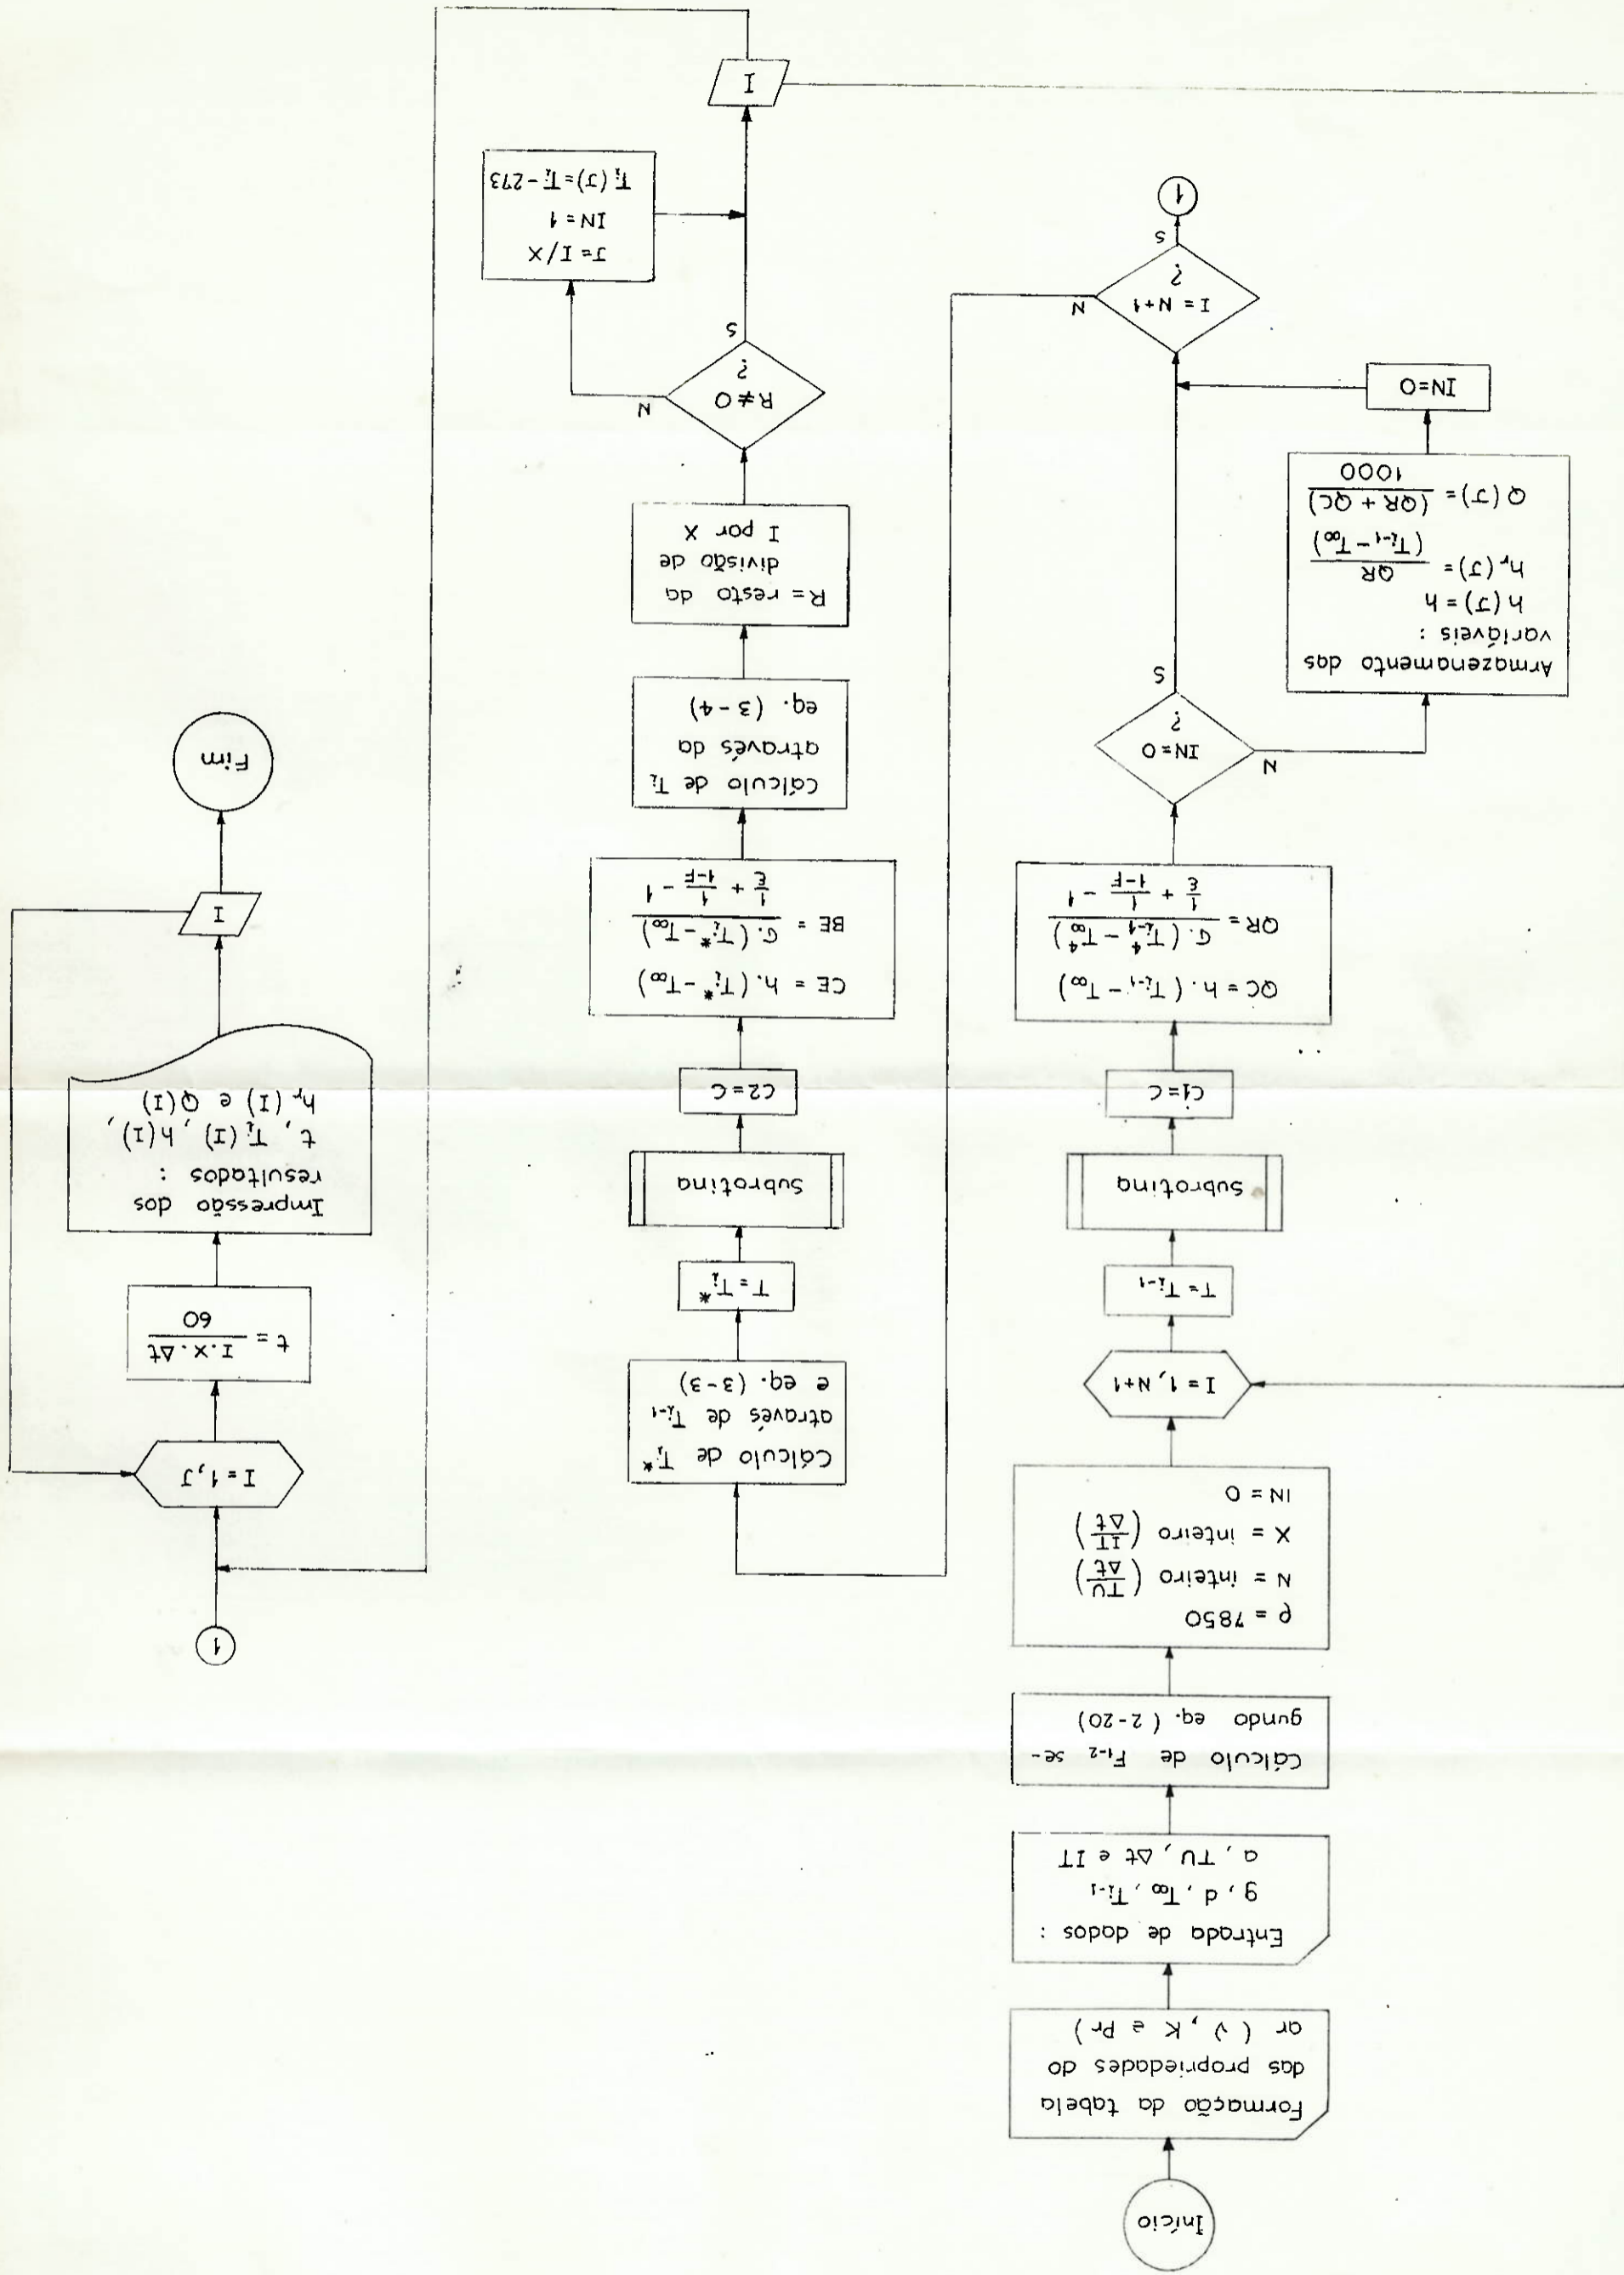 Início
Formação da tabela
das propriedades do
ar (ν, K e Pr)
Entrada de dados :
g, d, T∞, Ti-1
a, TU, Δt e IT
Cálculo de F1-2 se-
gundo eq. (2-20)
ρ = 7850
N = inteiro (TU/Δt)
X = inteiro (IT/Δt)
IN = 0
I = 1, N+1
T = Ti-1
Subrotina
C1=C
QC = h. (Ti-1 - T∞)
QR = G. (T⁴i-1 - T⁴∞) / (1/ε + 1/1-F - 1)
IN=0
?
N
S
Armazenamento das
variáveis :
h (J) = h
hr (J) = QR / (Ti-1 - T∞)
Q (J) = (QR + QC) / 1000
IN=0
I = N+1
?
N
S
1
Cálculo de Ti*
através de Ti-1
e eq. (3-3)
T = Ti*
Subrotina
C2=C
CE = h. (Ti* - T∞)
BE = G. (Ti* - T∞) / (1/ε + 1/1-F - 1)
Cálculo de Ti
através da
eq. (3-4)
R = resto da
divisão de
I por X
R≠0
?
N
S
J = I/X
IN = 1
Ti (J) = Ti - 273
I
1
I = 1, J
t = I.X.Δt / 60
Impressão dos
resultados :
t, Ti (I), h(I),
hr (I) e Q(I)
I
Fim